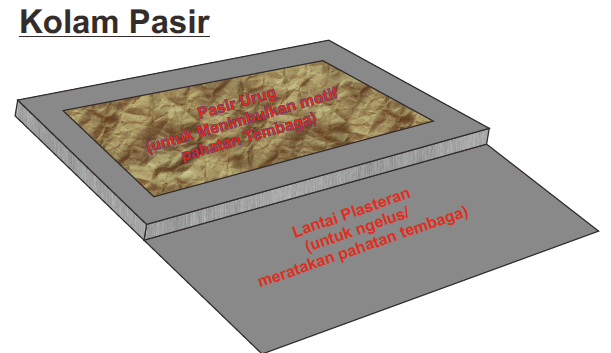 Kolam Pasir
Pasir Urug
(untuk Menimbulkan motif
pahatan Tembaga)
Lantai Plasteran
(untuk ngelus/
meratakan pahatan tembaga)